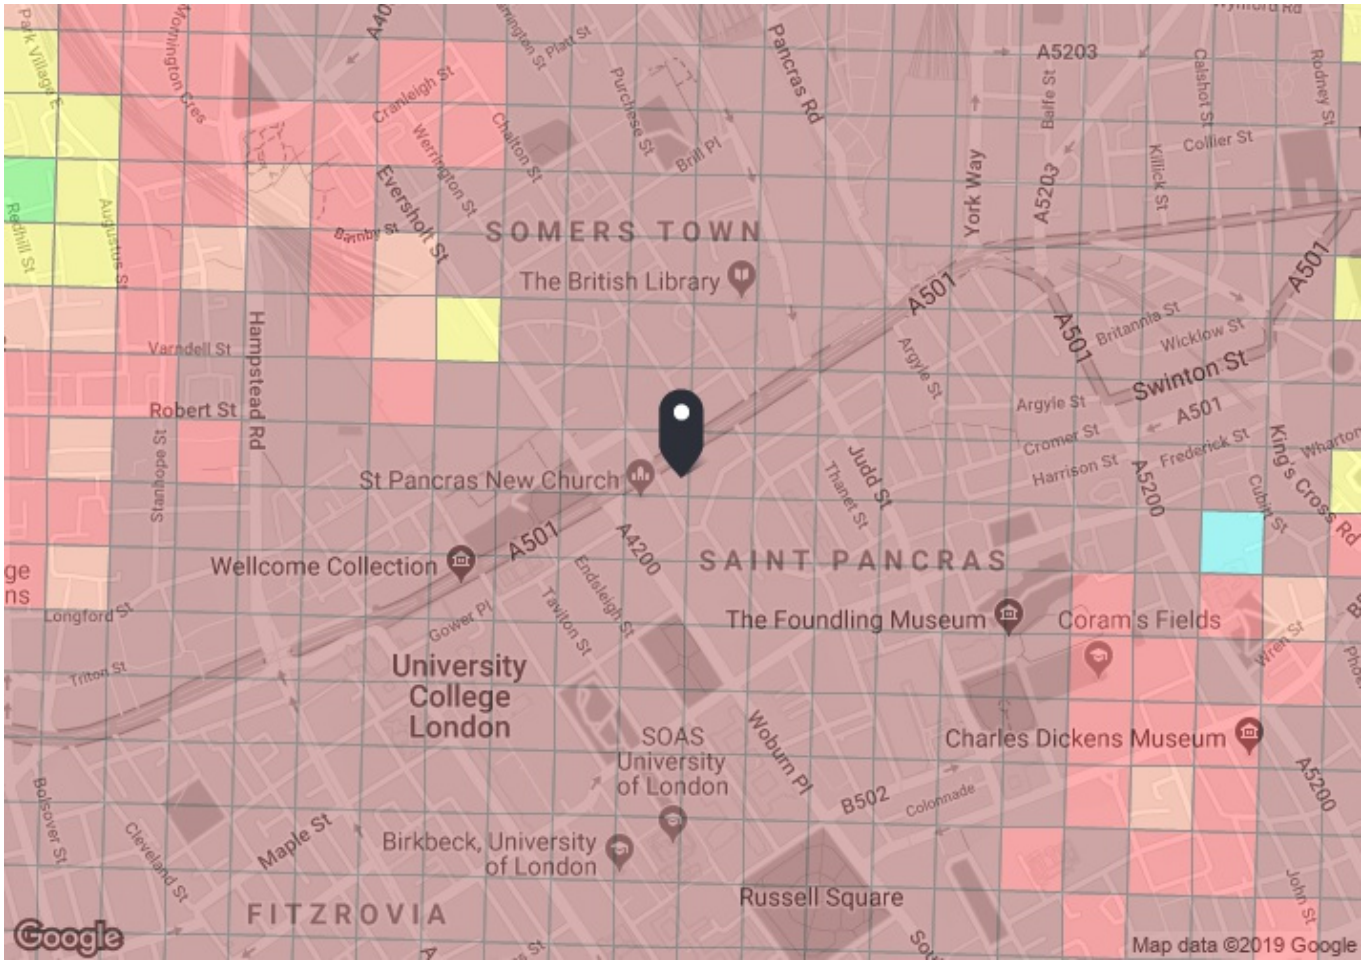 Wynford Rd
Park Village E
Mornington Cres
A40
Platt St
Pancras Rd
A5203
Rodney St
Calshot St
Balfe St
Purchese St
Cranleigh St
Werrington St
Chalton St
Collier St
Brill Pl
Killick St
York Way
A5203
Eversholt St
Redhill St
Augustus St
Barnby St
SOMERS TOWN
The British Library
A501
A501
A501
Britannia St
Wicklow St
Hampstead Rd
Varndell St
Argyle St
Swinton St
Robert St
Argyle St
A501
Cromer St
Frederick St
King's Cross Rd
Wharton
Stanhope St
St Pancras New Church
Judd St
Thanet St
Harrison St
A5200
Cubitt St
A501
A4200
SAINT PANCRAS
Wellcome Collection
Endsleigh St
Taviton St
ge
ns
Longford St
Gower Pl
The Foundling Museum
Coram's Fields
Wren St
Triton St
University
College
London
Woburn Pl
SOAS
University
of London
Charles Dickens Museum
A5200
Bolsover St
B502
Colonnade
Cleveland St
Maple St
Birkbeck, University
of London
Russell Square
John St
FITZROVIA
Google
Map data ©2019 Google